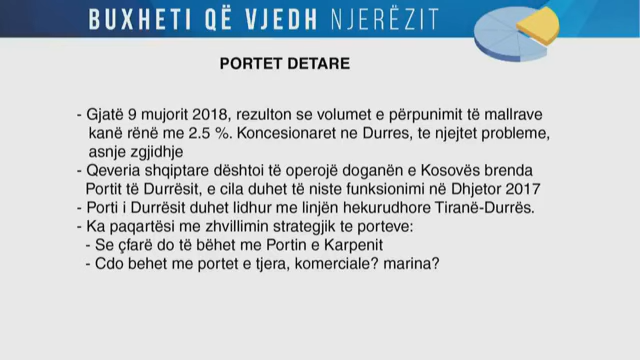 BUXHETI QË VJEDH NJERËZIT
PORTET DETARE
- Gjatë 9 mujorit 2018, rezulton se volumet e përpunimit të mallrave
kanë rënë me 2.5 %. Koncesionaret ne Durres, te njejtet probleme,
asnje zgjidhje
- Qeveria shqiptare dështoi të operojë doganën e Kosovës brenda
Portit të Durrësit, e cila duhet të niste funksionimi në Dhjetor 2017
- Porti i Durrësit duhet lidhur me linjën hekurudhore Tiranë-Durrës.
- Ka paqartësi me zhvillimin strategjik te porteve:
- Se çfarë do të bëhet me Portin e Karpenit
- Cdo behet me portet e tjera, komerciale? marina?